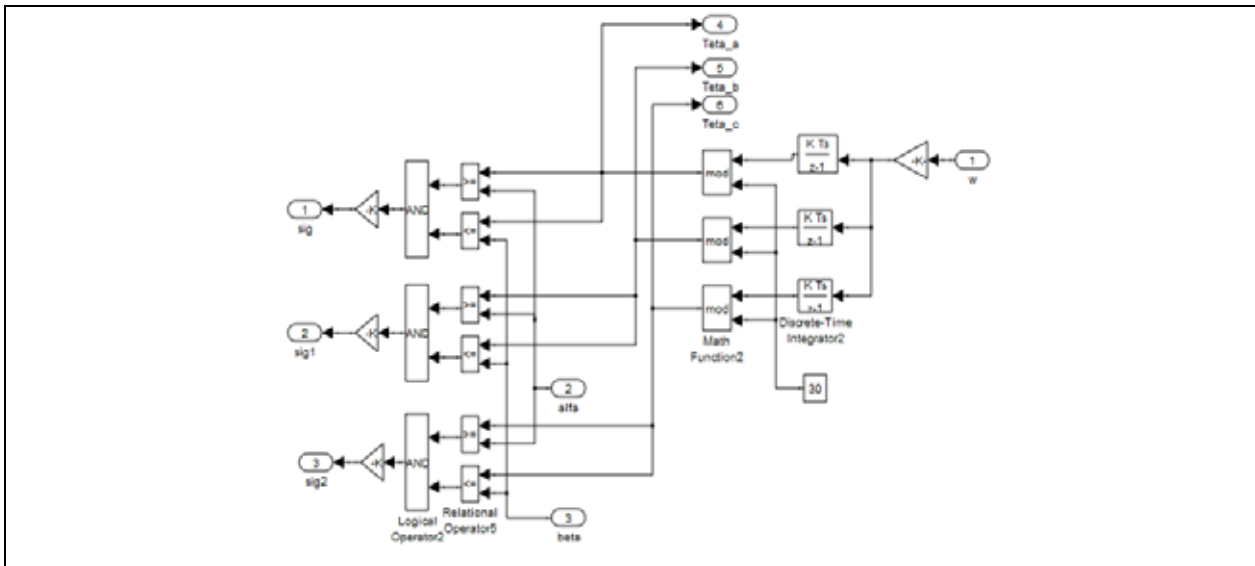 4
Teta_a
5
Teta_b
6
Teta_c
K Ts
z-1
-K-
1
w
mod
>=
AND
-K
1
sig
<=
K Ts
z-1
mod
>=
AND
-K
2
sig1
<=
K Ts
z-1
mod
Discrete-Time
Integrator2
Math
Function2
30
2
alfa
>=
AND
-K
3
sig2
<=
Logical
Operator2
Relational
Operator5
3
beta